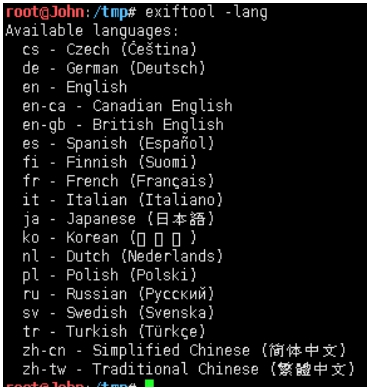 root@John:/tmp# exiftool -lang
Available languages:
cs - Czech (Čeština)
de - German (Deutsch)
en - English
en-ca - Canadian English
en-gb - British English
es - Spanish (Español)
fi - Finnish (Suomi)
fr - French (Français)
it - Italian (Italiano)
ja - Japanese (日本語)
ko - Korean (▯ ▯ ▯ )
nl - Dutch (Nederlands)
pl - Polish (Polski)
ru - Russian (Русский)
sv - Swedish (Svenska)
tr - Turkish (Türkçe)
zh-cn - Simplified Chinese (简体中文)
zh-tw - Traditional Chinese (繁體中文)
root@John:/tmp#